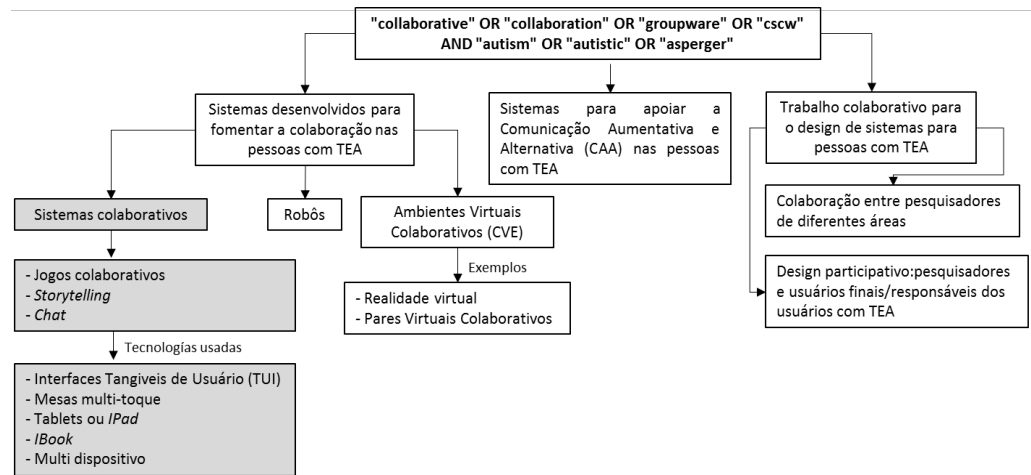 "collaborative" OR "collaboration" OR "groupware" OR "cscw"
AND "autism" OR "autistic" OR "asperger"
Sistemas desenvolvidos para
fomentar a colaboração nas
pessoas com TEA
Sistemas para apoiar a
Comunicação Aumentativa e
Alternativa (CAA) nas pessoas
com TEA
Trabalho colaborativo para
o design de sistemas para
pessoas com TEA
Sistemas colaborativos
Robôs
Ambientes Virtuais
Colaborativos (CVE)
Colaboração entre pesquisadores
de diferentes áreas
- Jogos colaborativos
- Storytelling
- Chat
Exemplos
- Realidade virtual
- Pares Virtuais Colaborativos
Design participativo:pesquisadores
e usuários finais/responsáveis dos
usuários com TEA
Tecnologías usadas
- Interfaces Tangiveis de Usuário (TUI)
- Mesas multi-toque
- Tablets ou IPad
- IBook
- Multi dispositivo